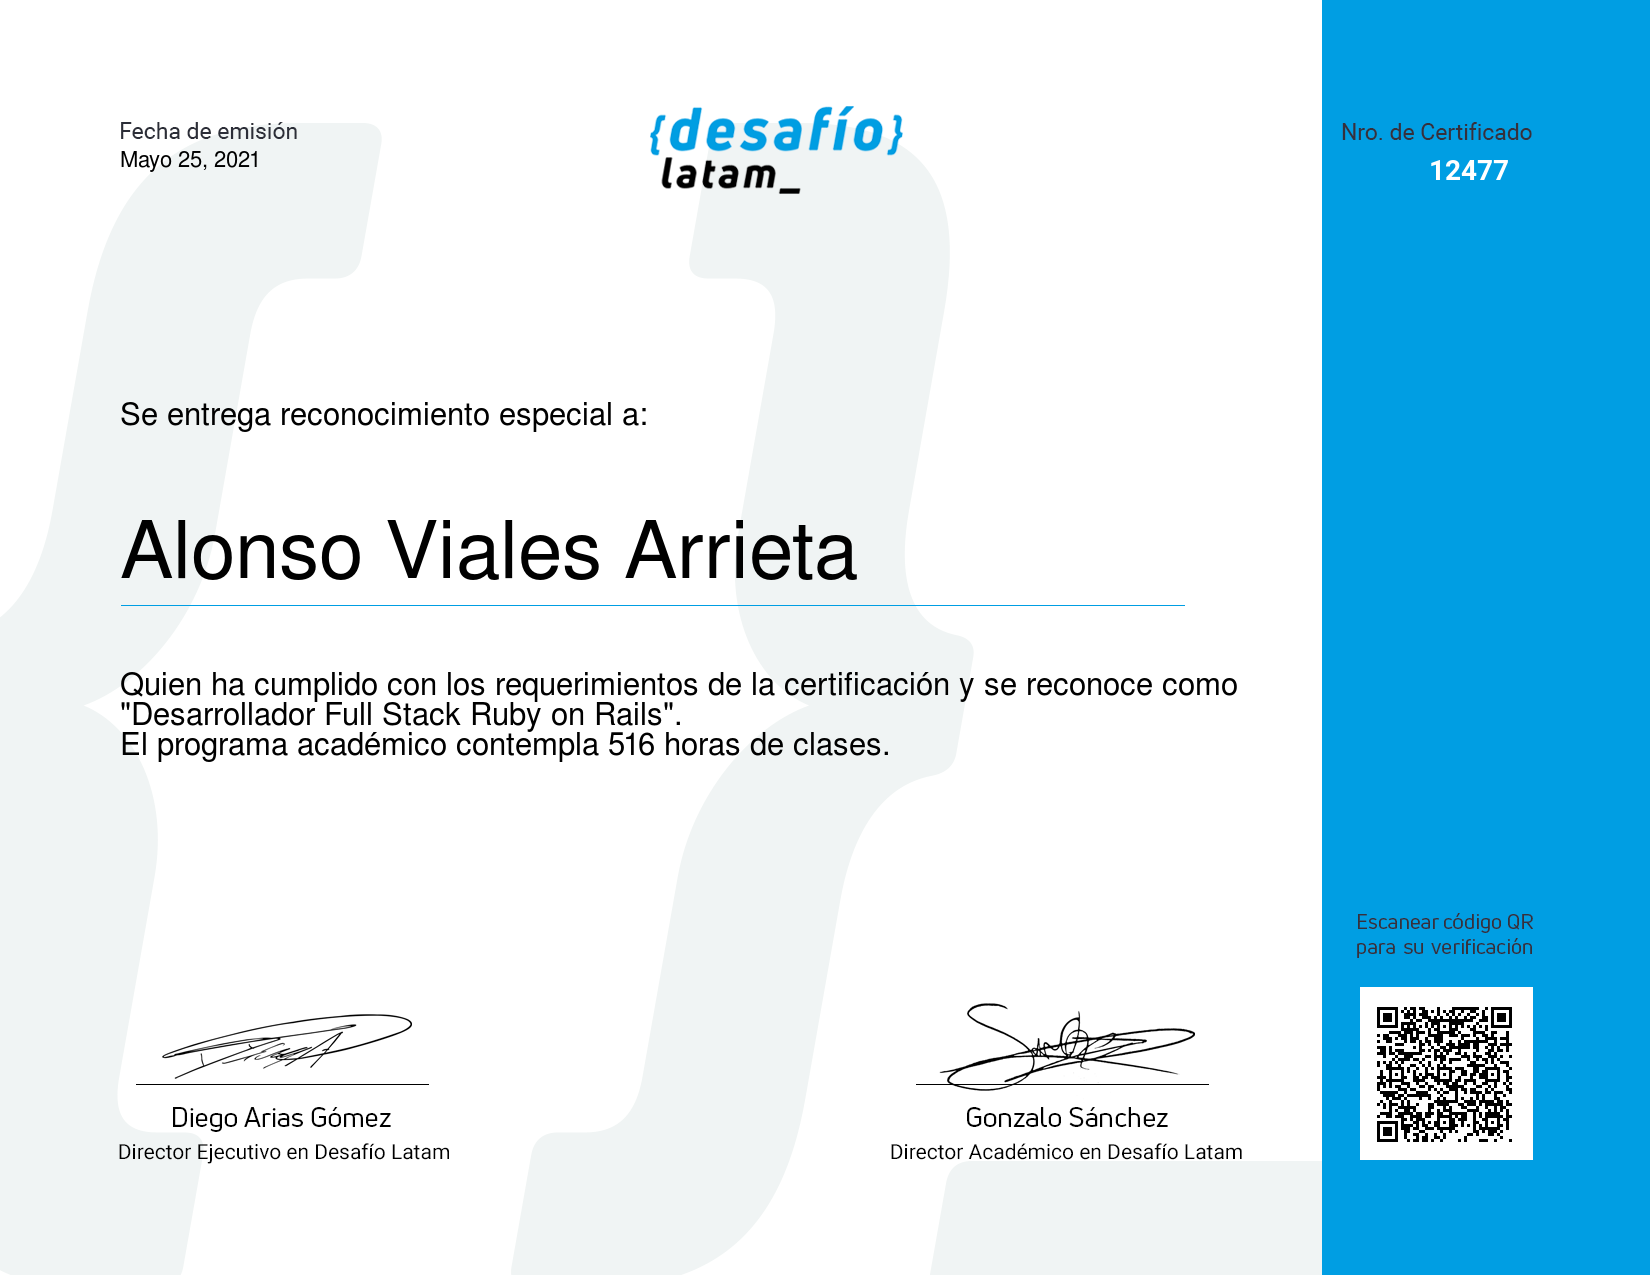 Fecha de emisión
Mayo 25, 2021
{desafío}
latam_
Nro. de Certificado
12477
Se entrega reconocimiento especial a:
Alonso Viales Arrieta
Quien ha cumplido con los requerimientos de la certificación y se reconoce como
"Desarrollador Full Stack Ruby on Rails".
El programa académico contempla 516 horas de clases.
Escanear código QR
para su verificación
Diego Arias Gómez
Director Ejecutivo en Desafío Latam
Gonzalo Sánchez
Director Académico en Desafío Latam